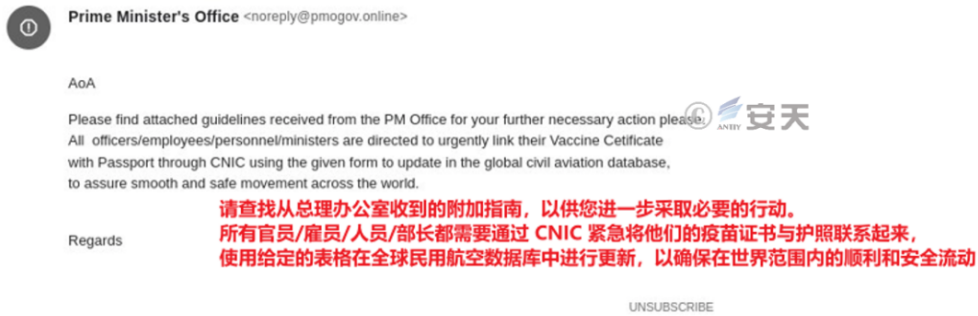 Prime Minister's Office <noreply@pmogov.online>
AoA
Please find attached guidelines received from the PM Office for your further necessary action please.
All officers/employees/personnel/ministers are directed to urgently link their Vaccine Cetificate
with Passport through CNIC using the given form to update in the global civil aviation database,
to assure smooth and safe movement across the world.
请查找从总理办公室收到的附加指南，以供您进一步采取必要的行动。
所有官员/雇员/人员/部长都需要通过 CNIC 紧急将他们的疫苗证书与护照联系起来，
使用给定的表格在全球民用航空数据库中进行更新，以确保在世界范围内的顺利和安全流动
Regards
UNSUBSCRIBE
© ANTIY 安天